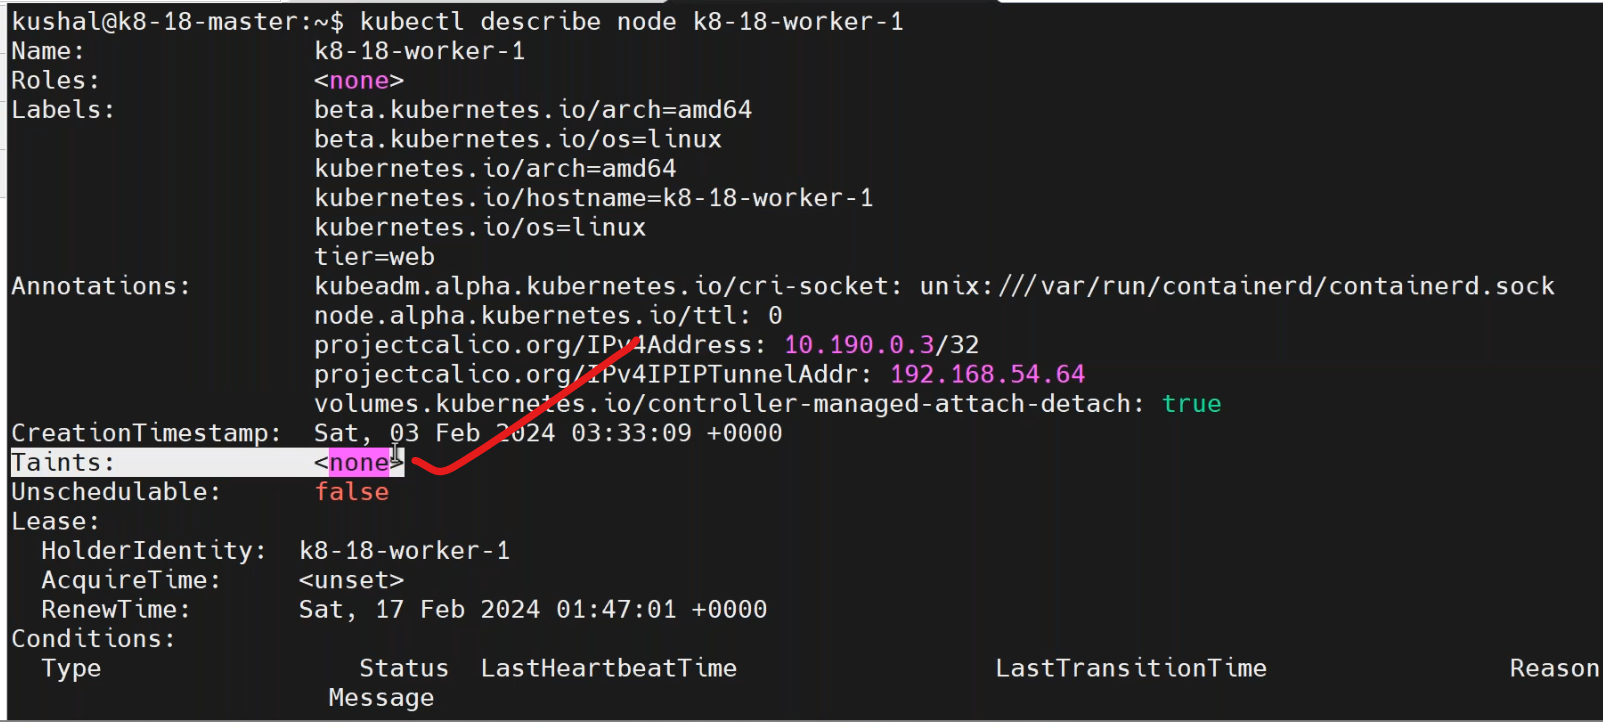 kushal@k8-18-master:~$ kubectl describe node k8-18-worker-1
Name: k8-18-worker-1
Roles: <none>
Labels: beta.kubernetes.io/arch=amd64
beta.kubernetes.io/os=linux
kubernetes.io/arch=amd64
kubernetes.io/hostname=k8-18-worker-1
kubernetes.io/os=linux
tier=web
Annotations: kubeadm.alpha.kubernetes.io/cri-socket: unix:///var/run/containerd/containerd.sock
node.alpha.kubernetes.io/ttl: 0
projectcalico.org/IPv4Address: 10.190.0.3/32
projectcalico.org/IPv4IPIPTunnelAddr: 192.168.54.64
volumes.kubernetes.io/controller-managed-attach-detach: true
CreationTimestamp: Sat, 03 Feb 2024 03:33:09 +0000
Taints: <none>
Unschedulable: false
Lease:
HolderIdentity: k8-18-worker-1
AcquireTime: <unset>
RenewTime: Sat, 17 Feb 2024 01:47:01 +0000
Conditions:
Type Status LastHeartbeatTime LastTransitionTime Reason
Message